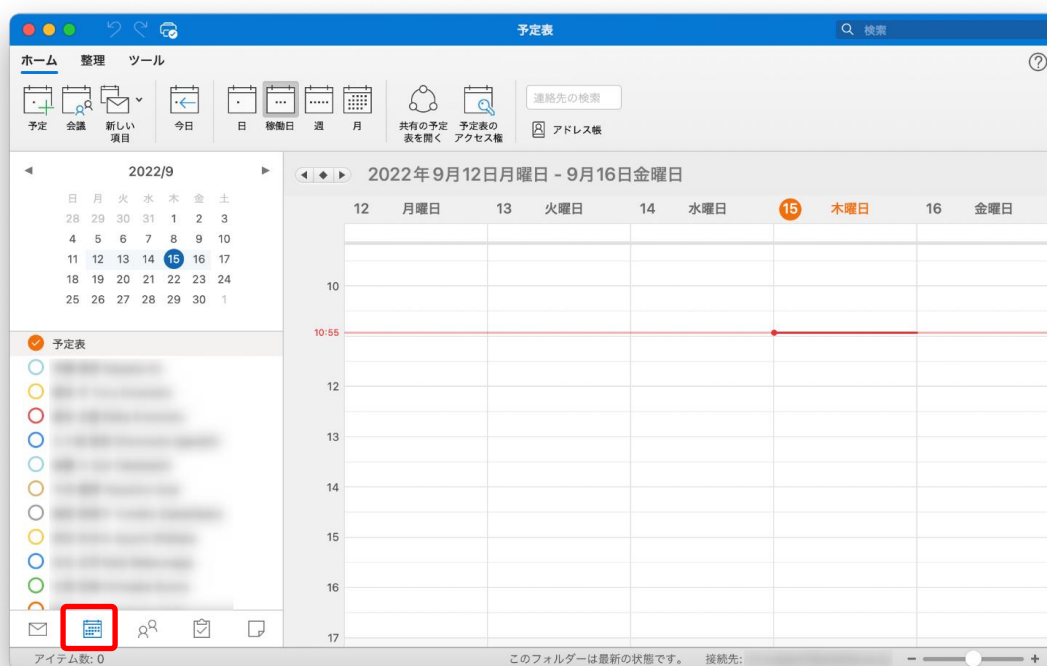 予定表
検索
ホーム 整理 ツール
予定 会議 新しい項目 今日 日 稼働日 週 月 共有の予定表を開く 予定表のアクセス権
連絡先の検索
アドレス帳
2022/9
日 月 火 水 木 金 土
28 29 30 31 1 2 3
4 5 6 7 8 9 10
11 12 13 14 15 16 17
18 19 20 21 22 23 24
25 26 27 28 29 30 1
予定表
2022年9月12日月曜日 - 9月16日金曜日
12 月曜日 13 火曜日 14 水曜日 15 木曜日 16 金曜日
10
10:55
12
13
14
15
16
17
アイテム数: 0 このフォルダーは最新の状態です。 接続先: